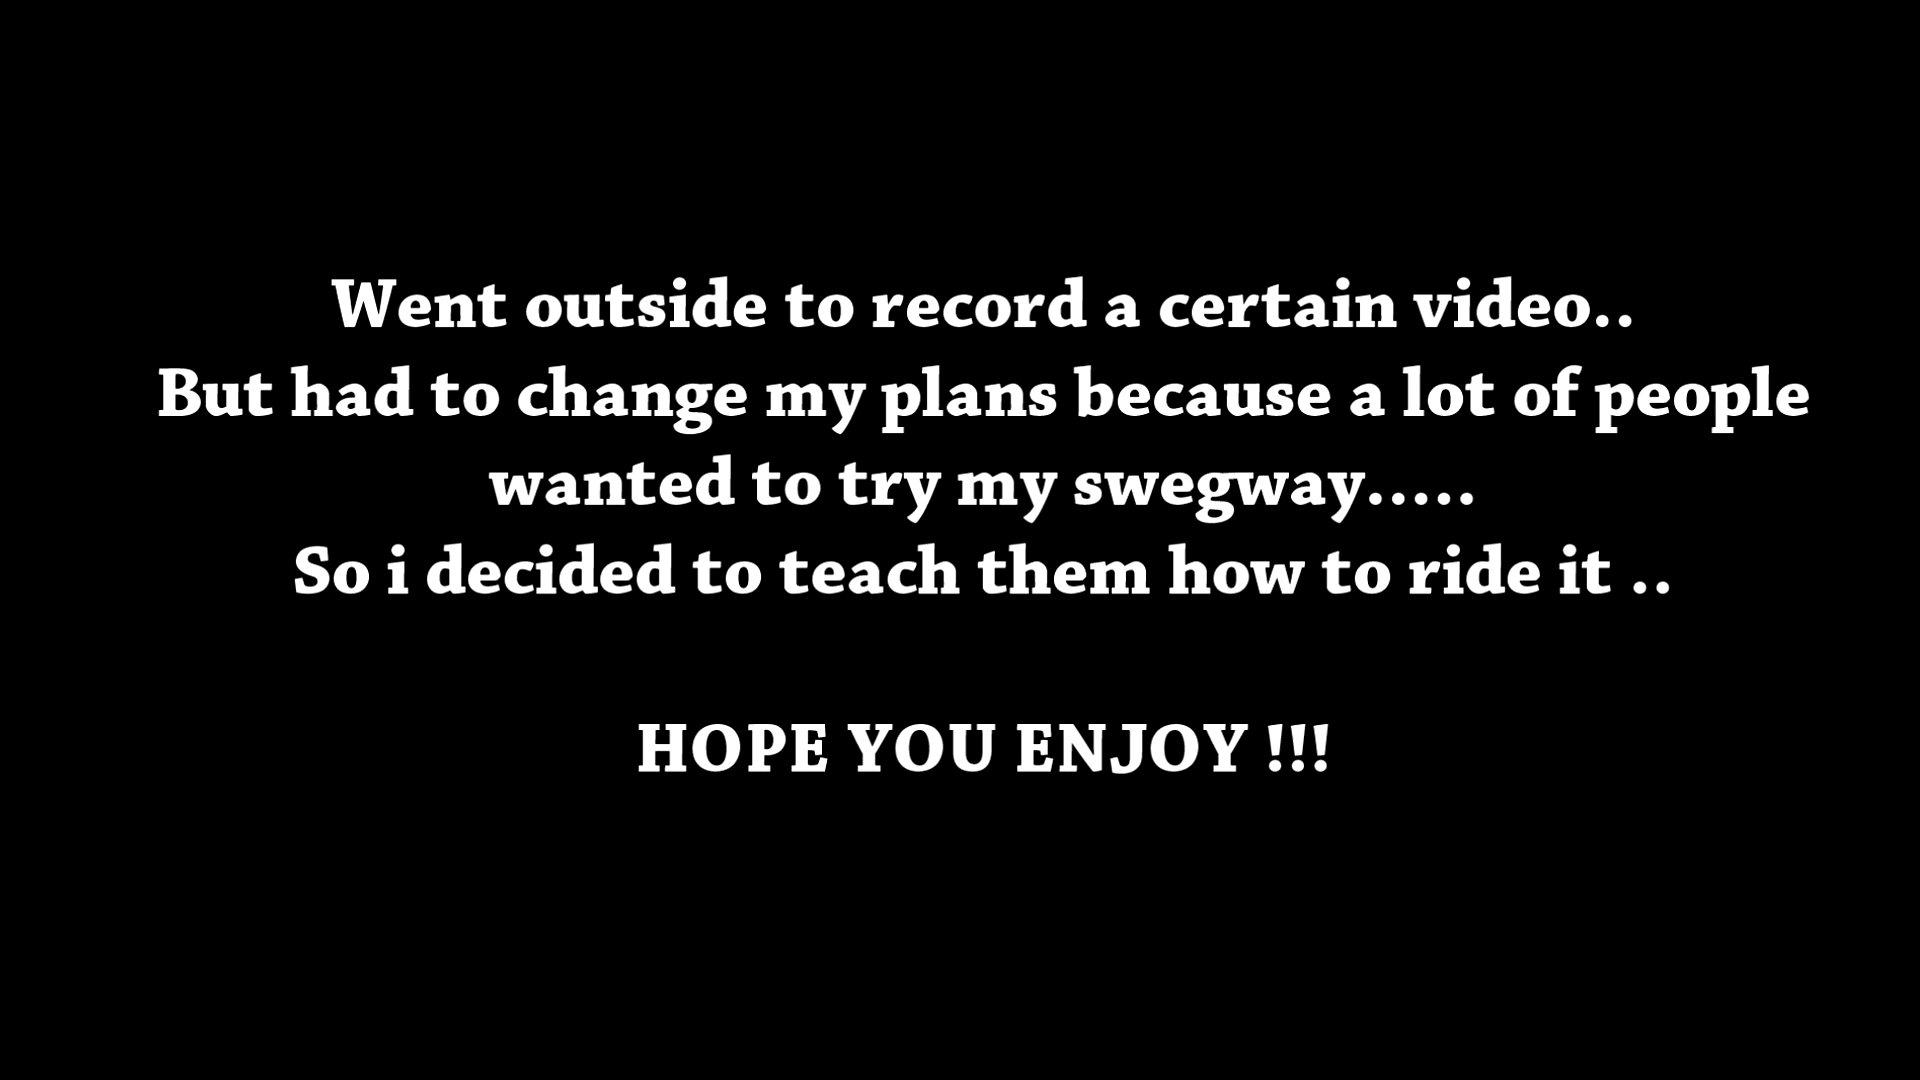 Went outside to record a certain video..
But had to change my plans because a lot of people
wanted to try my swegway.....
So i decided to teach them how to ride it ..
HOPE YOU ENJOY !!!